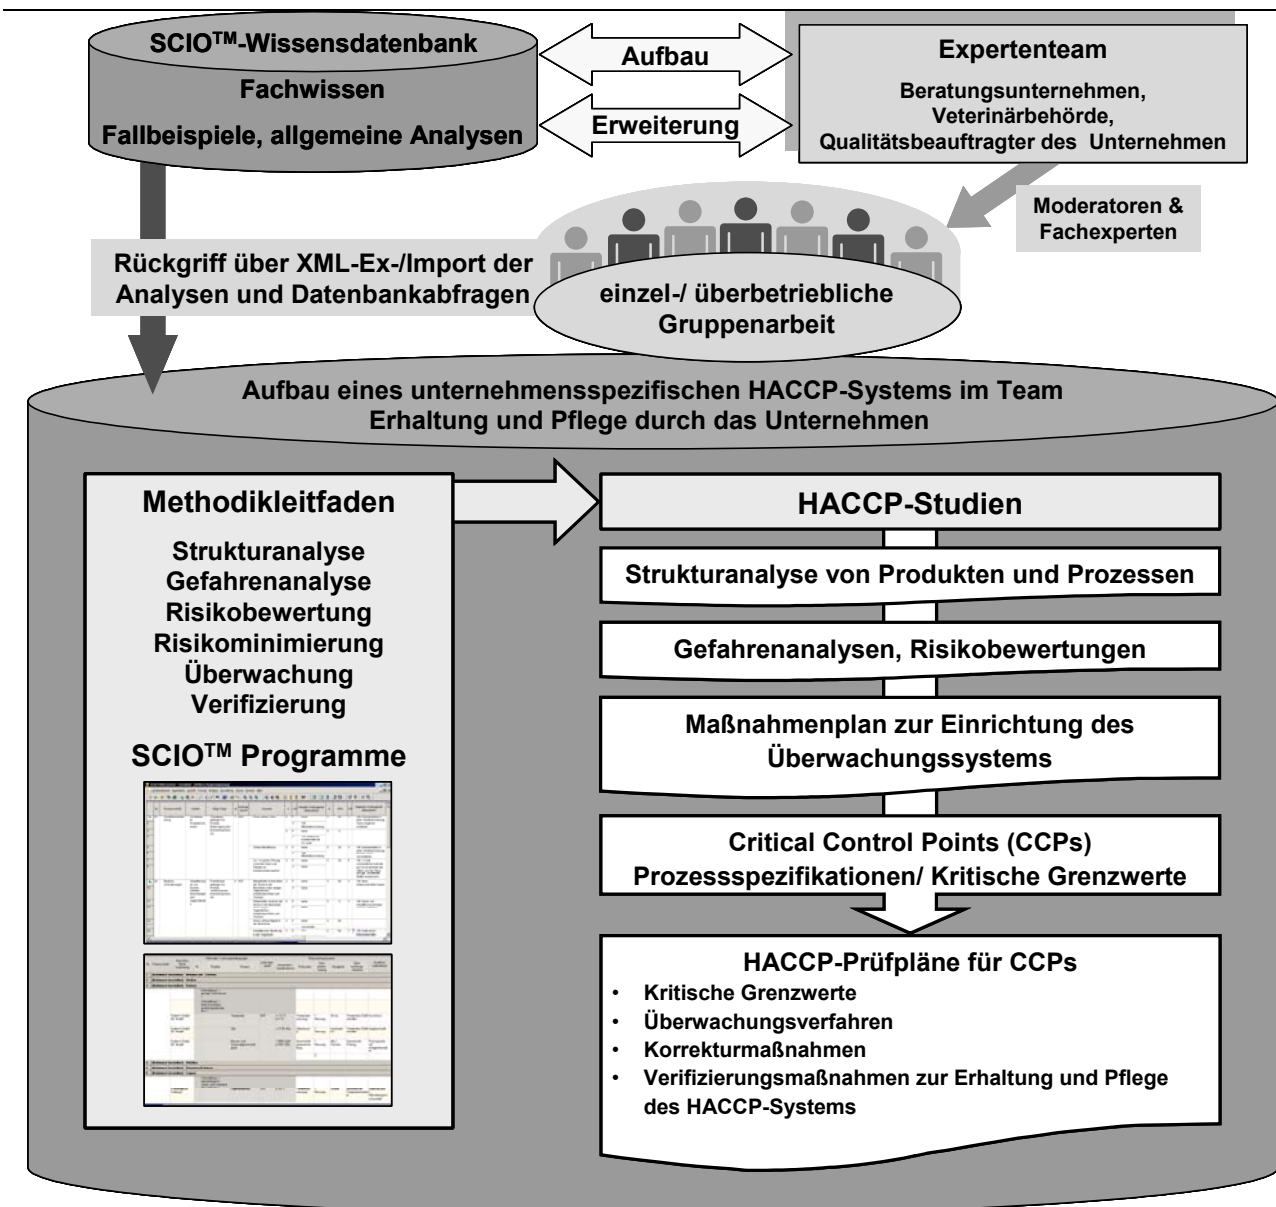 SCIO™-Wissensdatenbank
Fachwissen
Fallbeispiele, allgemeine Analysen
Aufbau
Erweiterung
Expertenteam
Beratungsunternehmen,
Veterinärbehörde,
Qualitätsbeauftragter des Unternehmen
Moderatoren &
Fachexperten
Rückgriff über XML-Ex-/Import der
Analysen und Datenbankabfragen
einzel-/ überbetriebliche
Gruppenarbeit
Aufbau eines unternehmensspezifischen HACCP-Systems im Team
Erhaltung und Pflege durch das Unternehmen
Methodikleitfaden
Strukturanalyse
Gefahrenanalyse
Risikobewertung
Risikominimierung
Überwachung
Verifizierung
SCIO™ Programme
HACCP-Studien
Strukturanalyse von Produkten und Prozessen
Gefahrenanalysen, Risikobewertungen
Maßnahmenplan zur Einrichtung des
Überwachungssystems
Critical Control Points (CCPs)
Prozessspezifikationen/ Kritische Grenzwerte
HACCP-Prüfpläne für CCPs
• Kritische Grenzwerte
• Überwachungsverfahren
• Korrekturmaßnahmen
• Verifizierungsmaßnahmen zur Erhaltung und Pflege
des HACCP-Systems